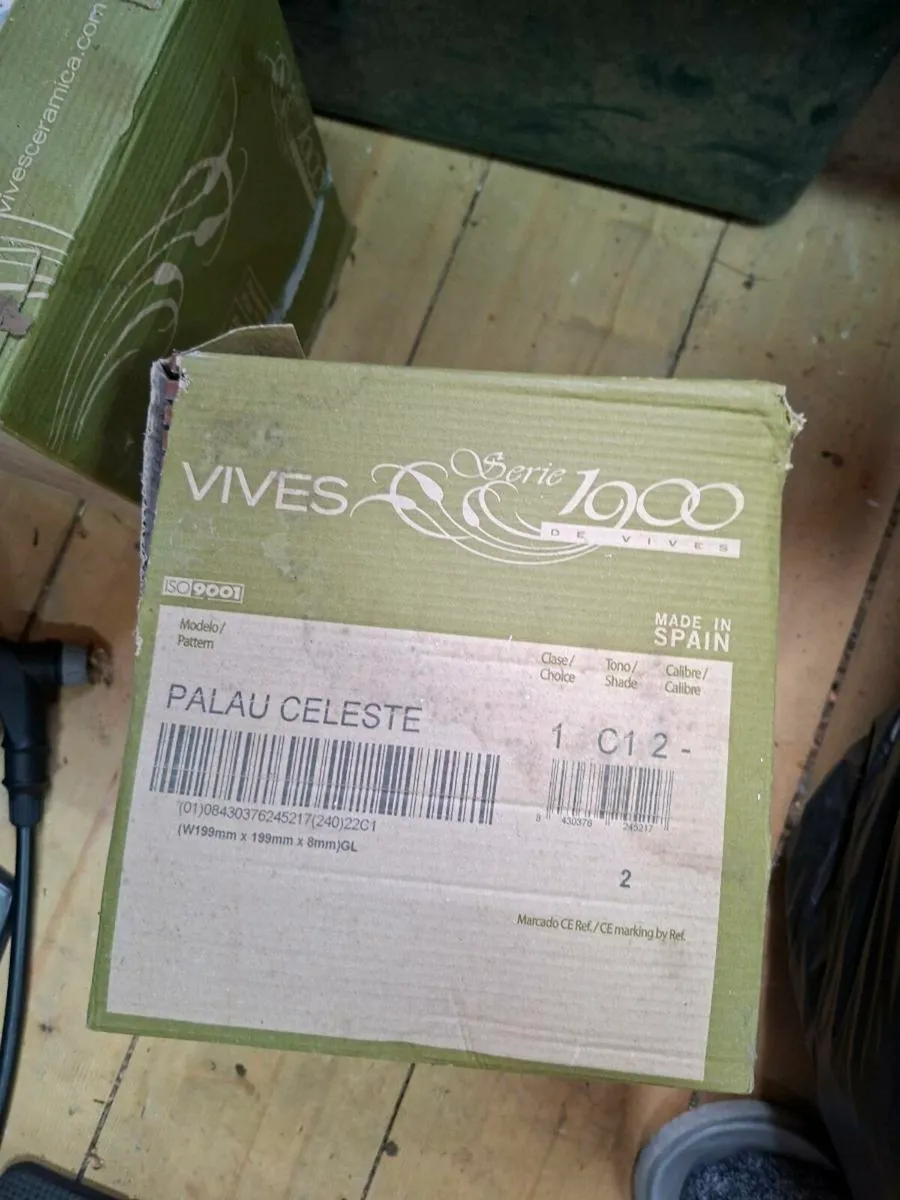 vivesceramica.com
VIVES Serie 1900
DE VIVES
ISO 9001
MADE IN
SPAIN
Modelo/
Pattern
Clase/
Choice
Tono/
Shade
Calibre/
Calibre
PALAU CELESTE
1 C1 2 -
(01)08430376245217(240)22C1
8 430376 245217
(W199mm x 199mm x 8mm)GL
2
Marcado CE Ref. / CE marking by Ref.